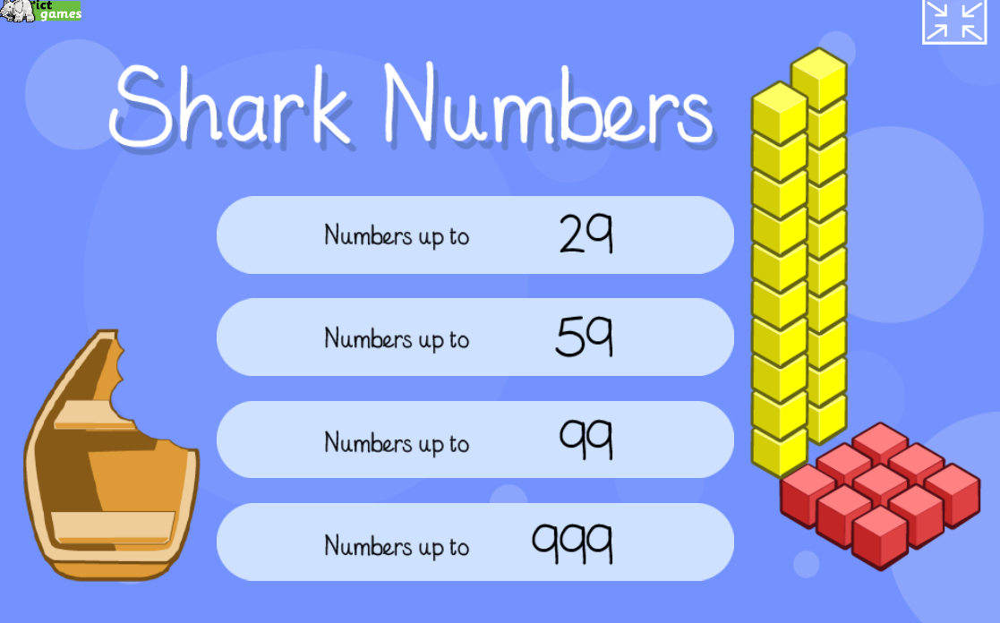 games
Shark Numbers
Numbers up to 29
Numbers up to 59
Numbers up to 99
Numbers up to 999